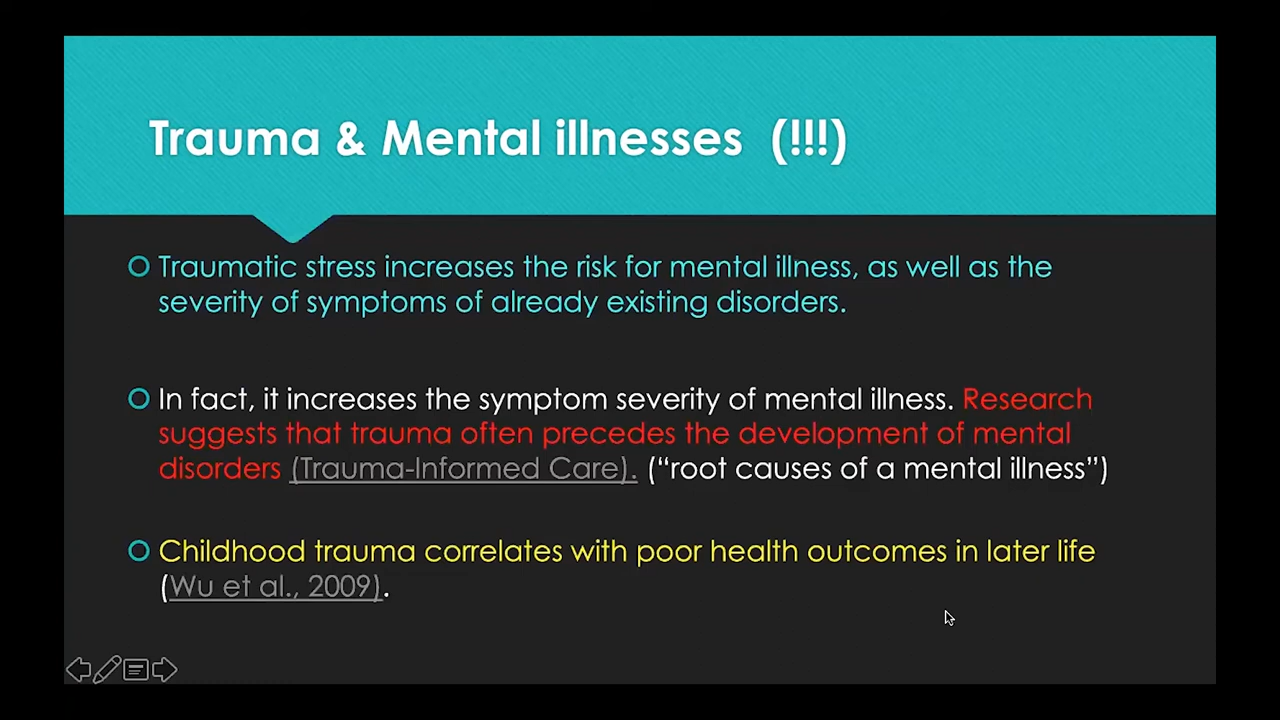 Trauma & Mental illnesses (!!!)
Traumatic stress increases the risk for mental illness, as well as the
severity of symptoms of already existing disorders.
In fact, it increases the symptom severity of mental illness. Research
suggests that trauma often precedes the development of mental
disorders (Trauma-Informed Care). (“root causes of a mental illness”)
Childhood trauma correlates with poor health outcomes in later life
(Wu et al., 2009).